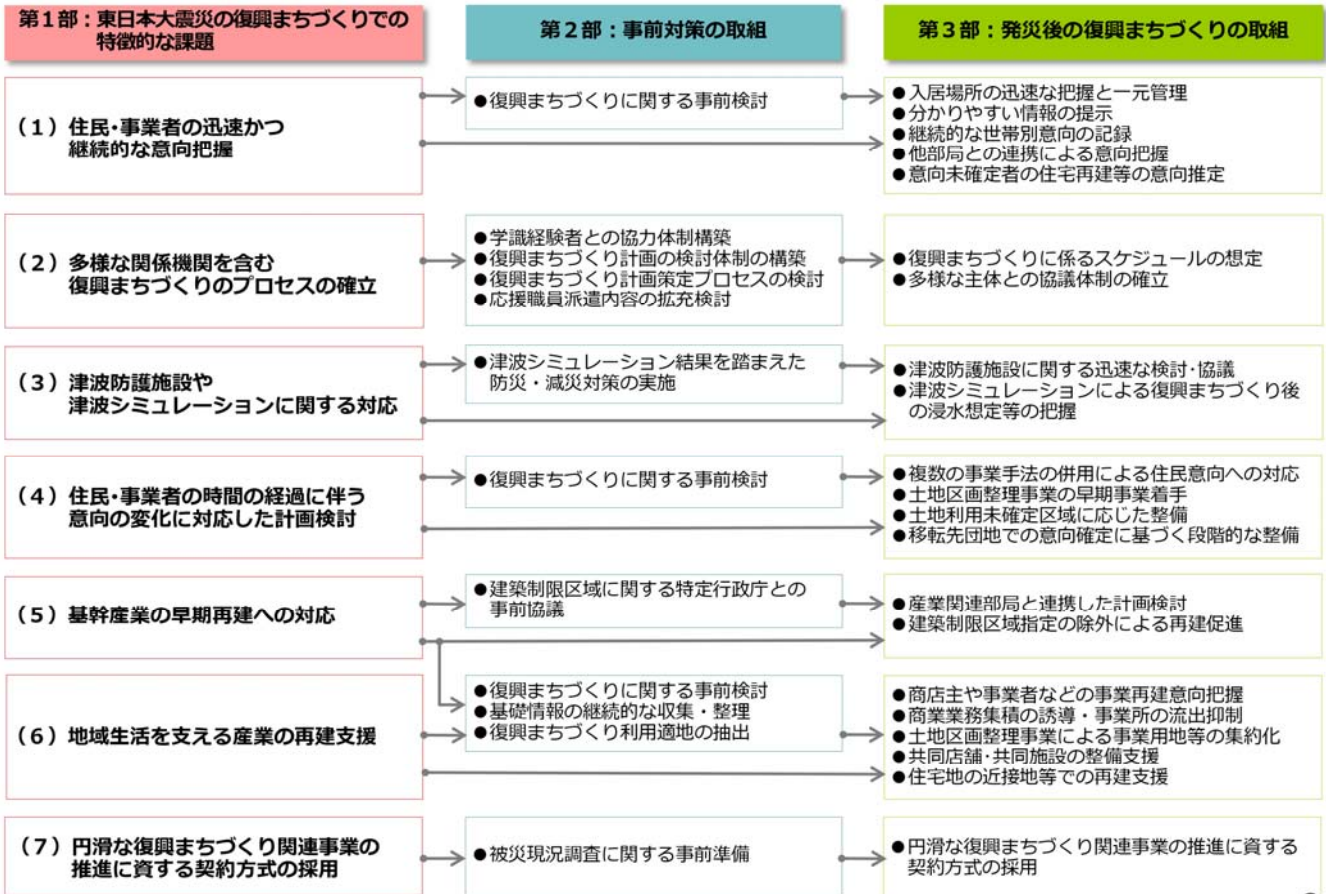 第1部：東日本大震災の復興まちづくりでの
特徴的な課題
第2部：事前対策の取組
第3部：発災後の復興まちづくりの取組
（1）住民・事業者の迅速かつ
継続的な意向把握
●復興まちづくりに関する事前検討
●入居場所の迅速な把握と一元管理
●分かりやすい情報の提示
●継続的な世帯別意向の記録
●他部局との連携による意向把握
●意向未確定者の住宅再建等の意向推定
（2）多様な関係機関を含む
復興まちづくりのプロセスの確立
●学識経験者との協力体制構築
●復興まちづくり計画の検討体制の構築
●復興まちづくり計画策定プロセスの検討
●応援職員派遣内容の拡充検討
●復興まちづくりに係るスケジュールの想定
●多様な主体との協議体制の確立
（3）津波防護施設や
津波シミュレーションに関する対応
●津波シミュレーション結果を踏まえた
防災・減災対策の実施
●津波防護施設に関する迅速な検討・協議
●津波シミュレーションによる復興まちづくり後
の浸水想定等の把握
（4）住民・事業者の時間の経過に伴う
意向の変化に対応した計画検討
●復興まちづくりに関する事前検討
●複数の事業手法の併用による住民意向への対応
●土地区画整理事業の早期事業着手
●土地利用未確定区域に応じた整備
●移転先団地での意向確定に基づく段階的な整備
（5）基幹産業の早期再建への対応
●建築制限区域に関する特定行政庁との
事前協議
●産業関連部局と連携した計画検討
●建築制限区域指定の除外による再建促進
（6）地域生活を支える産業の再建支援
●復興まちづくりに関する事前検討
●基礎情報の継続的な収集・整理
●復興まちづくり利用適地の抽出
●商店主や事業者などの事業再建意向把握
●商業業務集積の誘導・事業所の流出抑制
●土地区画整理事業による事業用地等の集約化
●共同店舗・共同施設の整備支援
●住宅地の近接地等での再建支援
（7）円滑な復興まちづくり関連事業の
推進に資する契約方式の採用
●被災現況調査に関する事前準備
●円滑な復興まちづくり関連事業の推進に資する
契約方式の採用